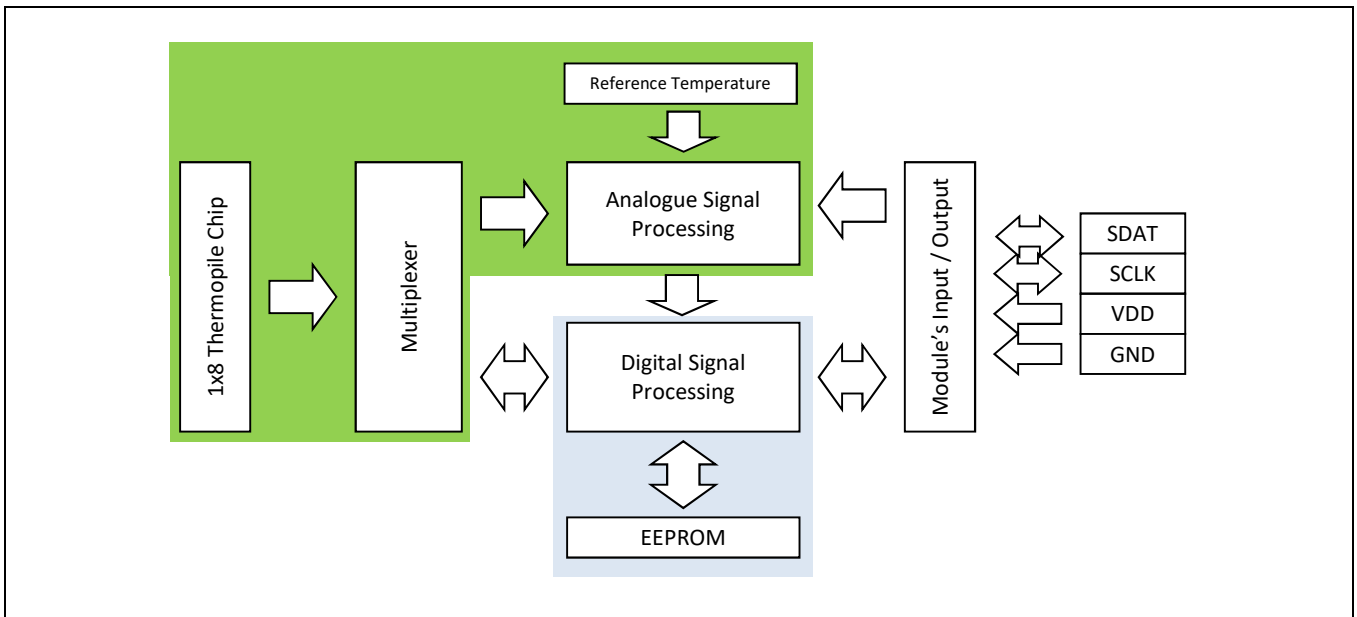 Reference Temperature
1x8 Thermopile Chip
Multiplexer
Analogue Signal
Processing
Module's Input / Output
SDAT
SCLK
VDD
GND
Digital Signal
Processing
EEPROM